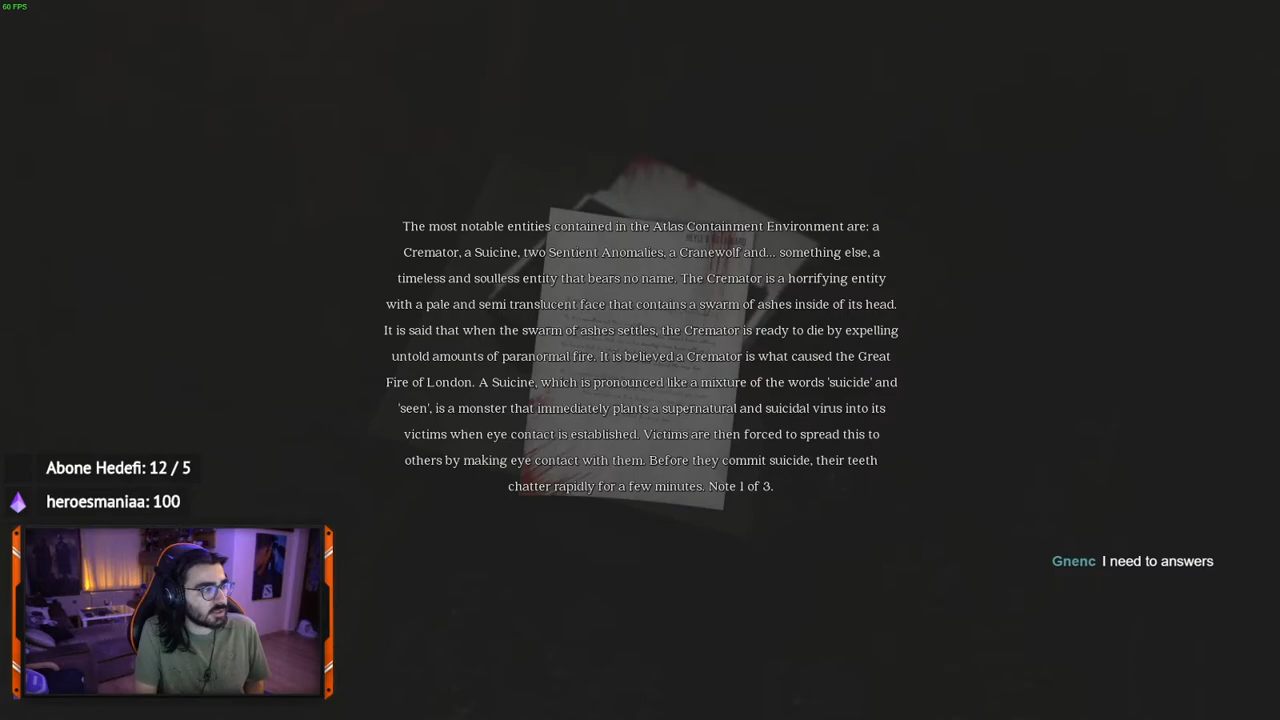 60 FPS
The most notable entities contained in the Atlas Containment Environment are: a
Cremator, a Suicine, two Sentient Anomalies, a Cranewolf and... something else, a
timeless and soulless entity that bears no name. The Cremator is a horrifying entity
with a pale and semi translucent face that contains a swarm of ashes inside of its head.
It is said that when the swarm of ashes settles, the Cremator is ready to die by expelling
untold amounts of paranormal fire. It is believed a Cremator is what caused the Great
Fire of London. A Suicine, which is pronounced like a mixture of the words 'suicide' and
'seen', is a monster that immediately plants a supernatural and suicidal virus into its
victims when eye contact is established. Victims are then forced to spread this to
others by making eye contact with them. Before they commit suicide, their teeth
chatter rapidly for a few minutes. Note 1 of 3.
Abone Hedefi: 12 / 5
heroesmaniaa: 100
Gnenc I need to answers